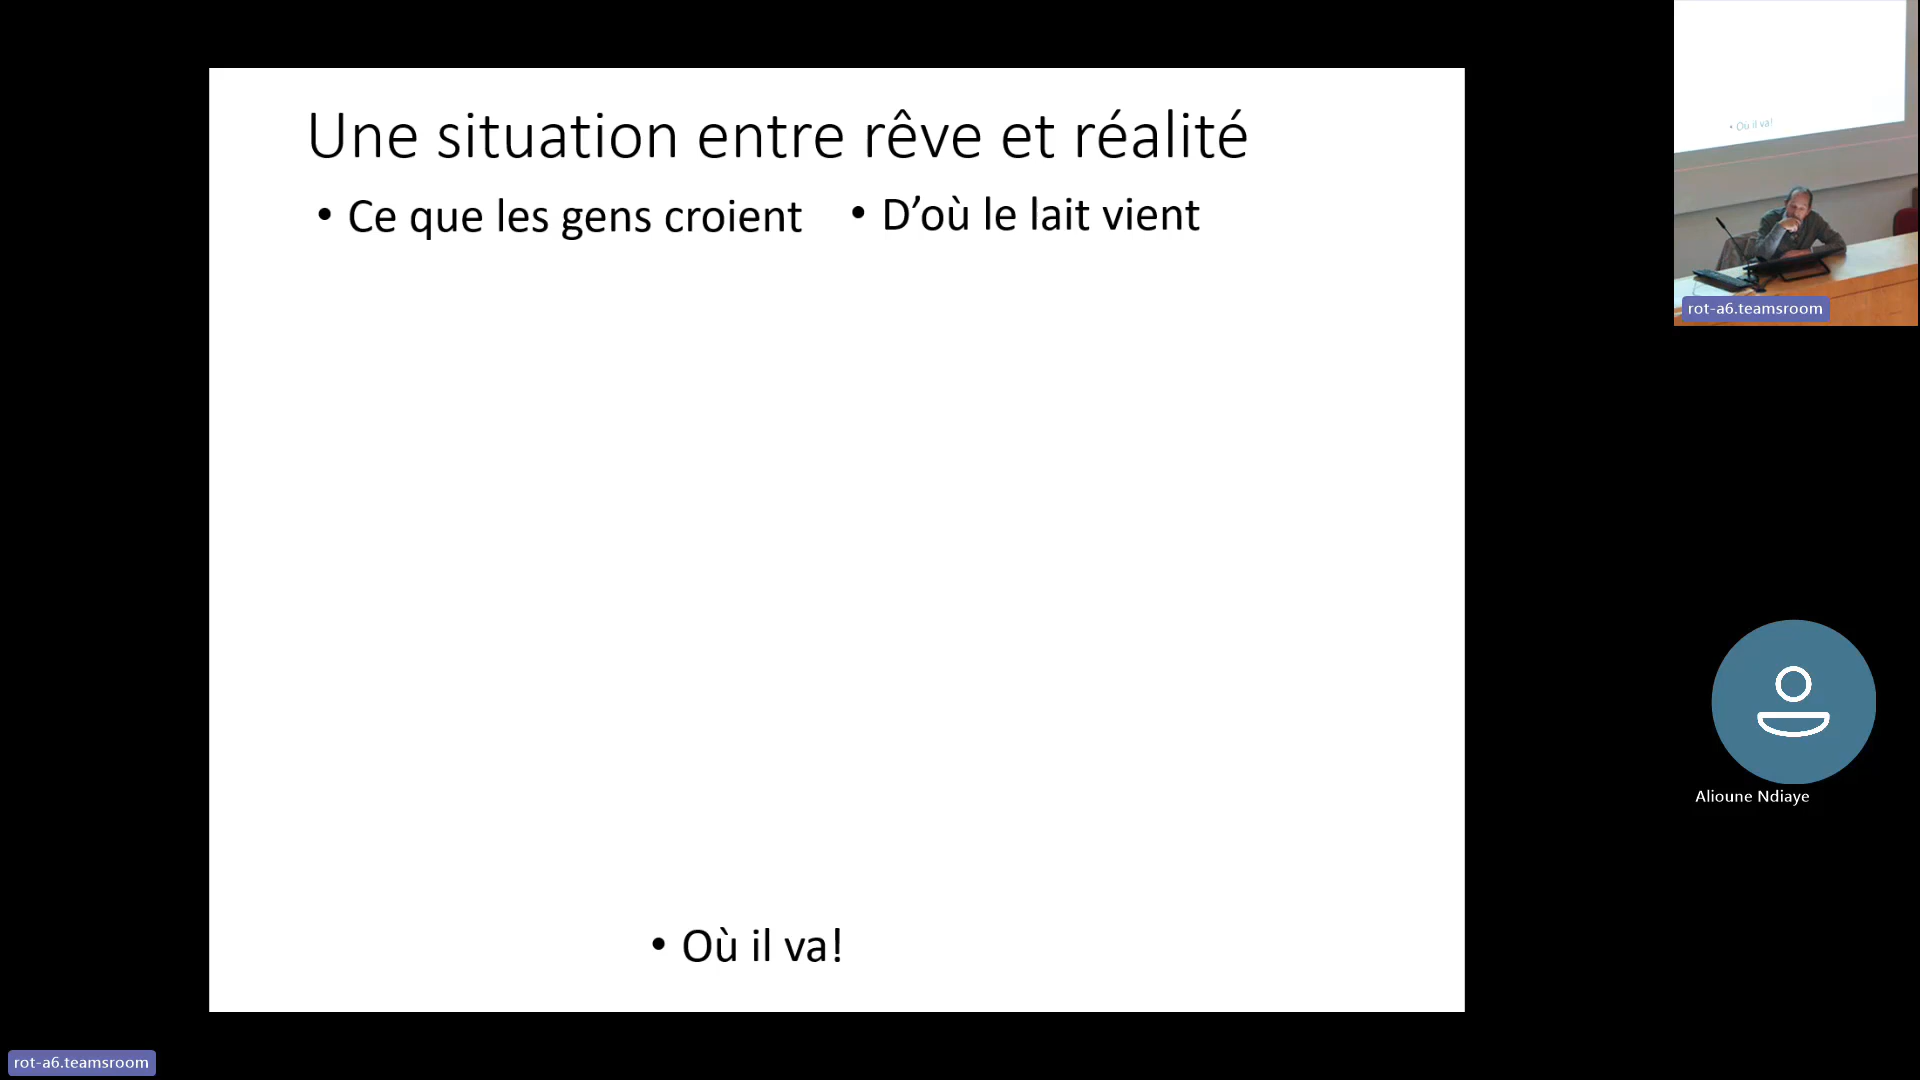 Une situation entre rêve et réalité
• Ce que les gens croient
• D’où le lait vient
• Où il va!
• Où il va!
rot-a6.teamsroom
Alioune Ndiaye
rot-a6.teamsroom